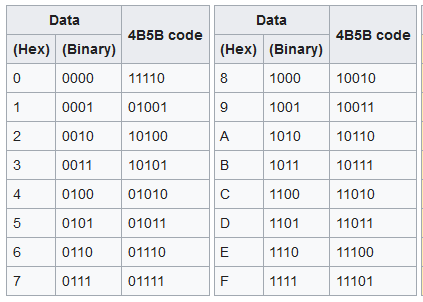 Data 4B5B code Data 4B5B code
(Hex) (Binary) (Hex) (Binary)
0 0000 11110 8 1000 10010
1 0001 01001 9 1001 10011
2 0010 10100 A 1010 10110
3 0011 10101 B 1011 10111
4 0100 01010 C 1100 11010
5 0101 01011 D 1101 11011
6 0110 01110 E 1110 11100
7 0111 01111 F 1111 11101